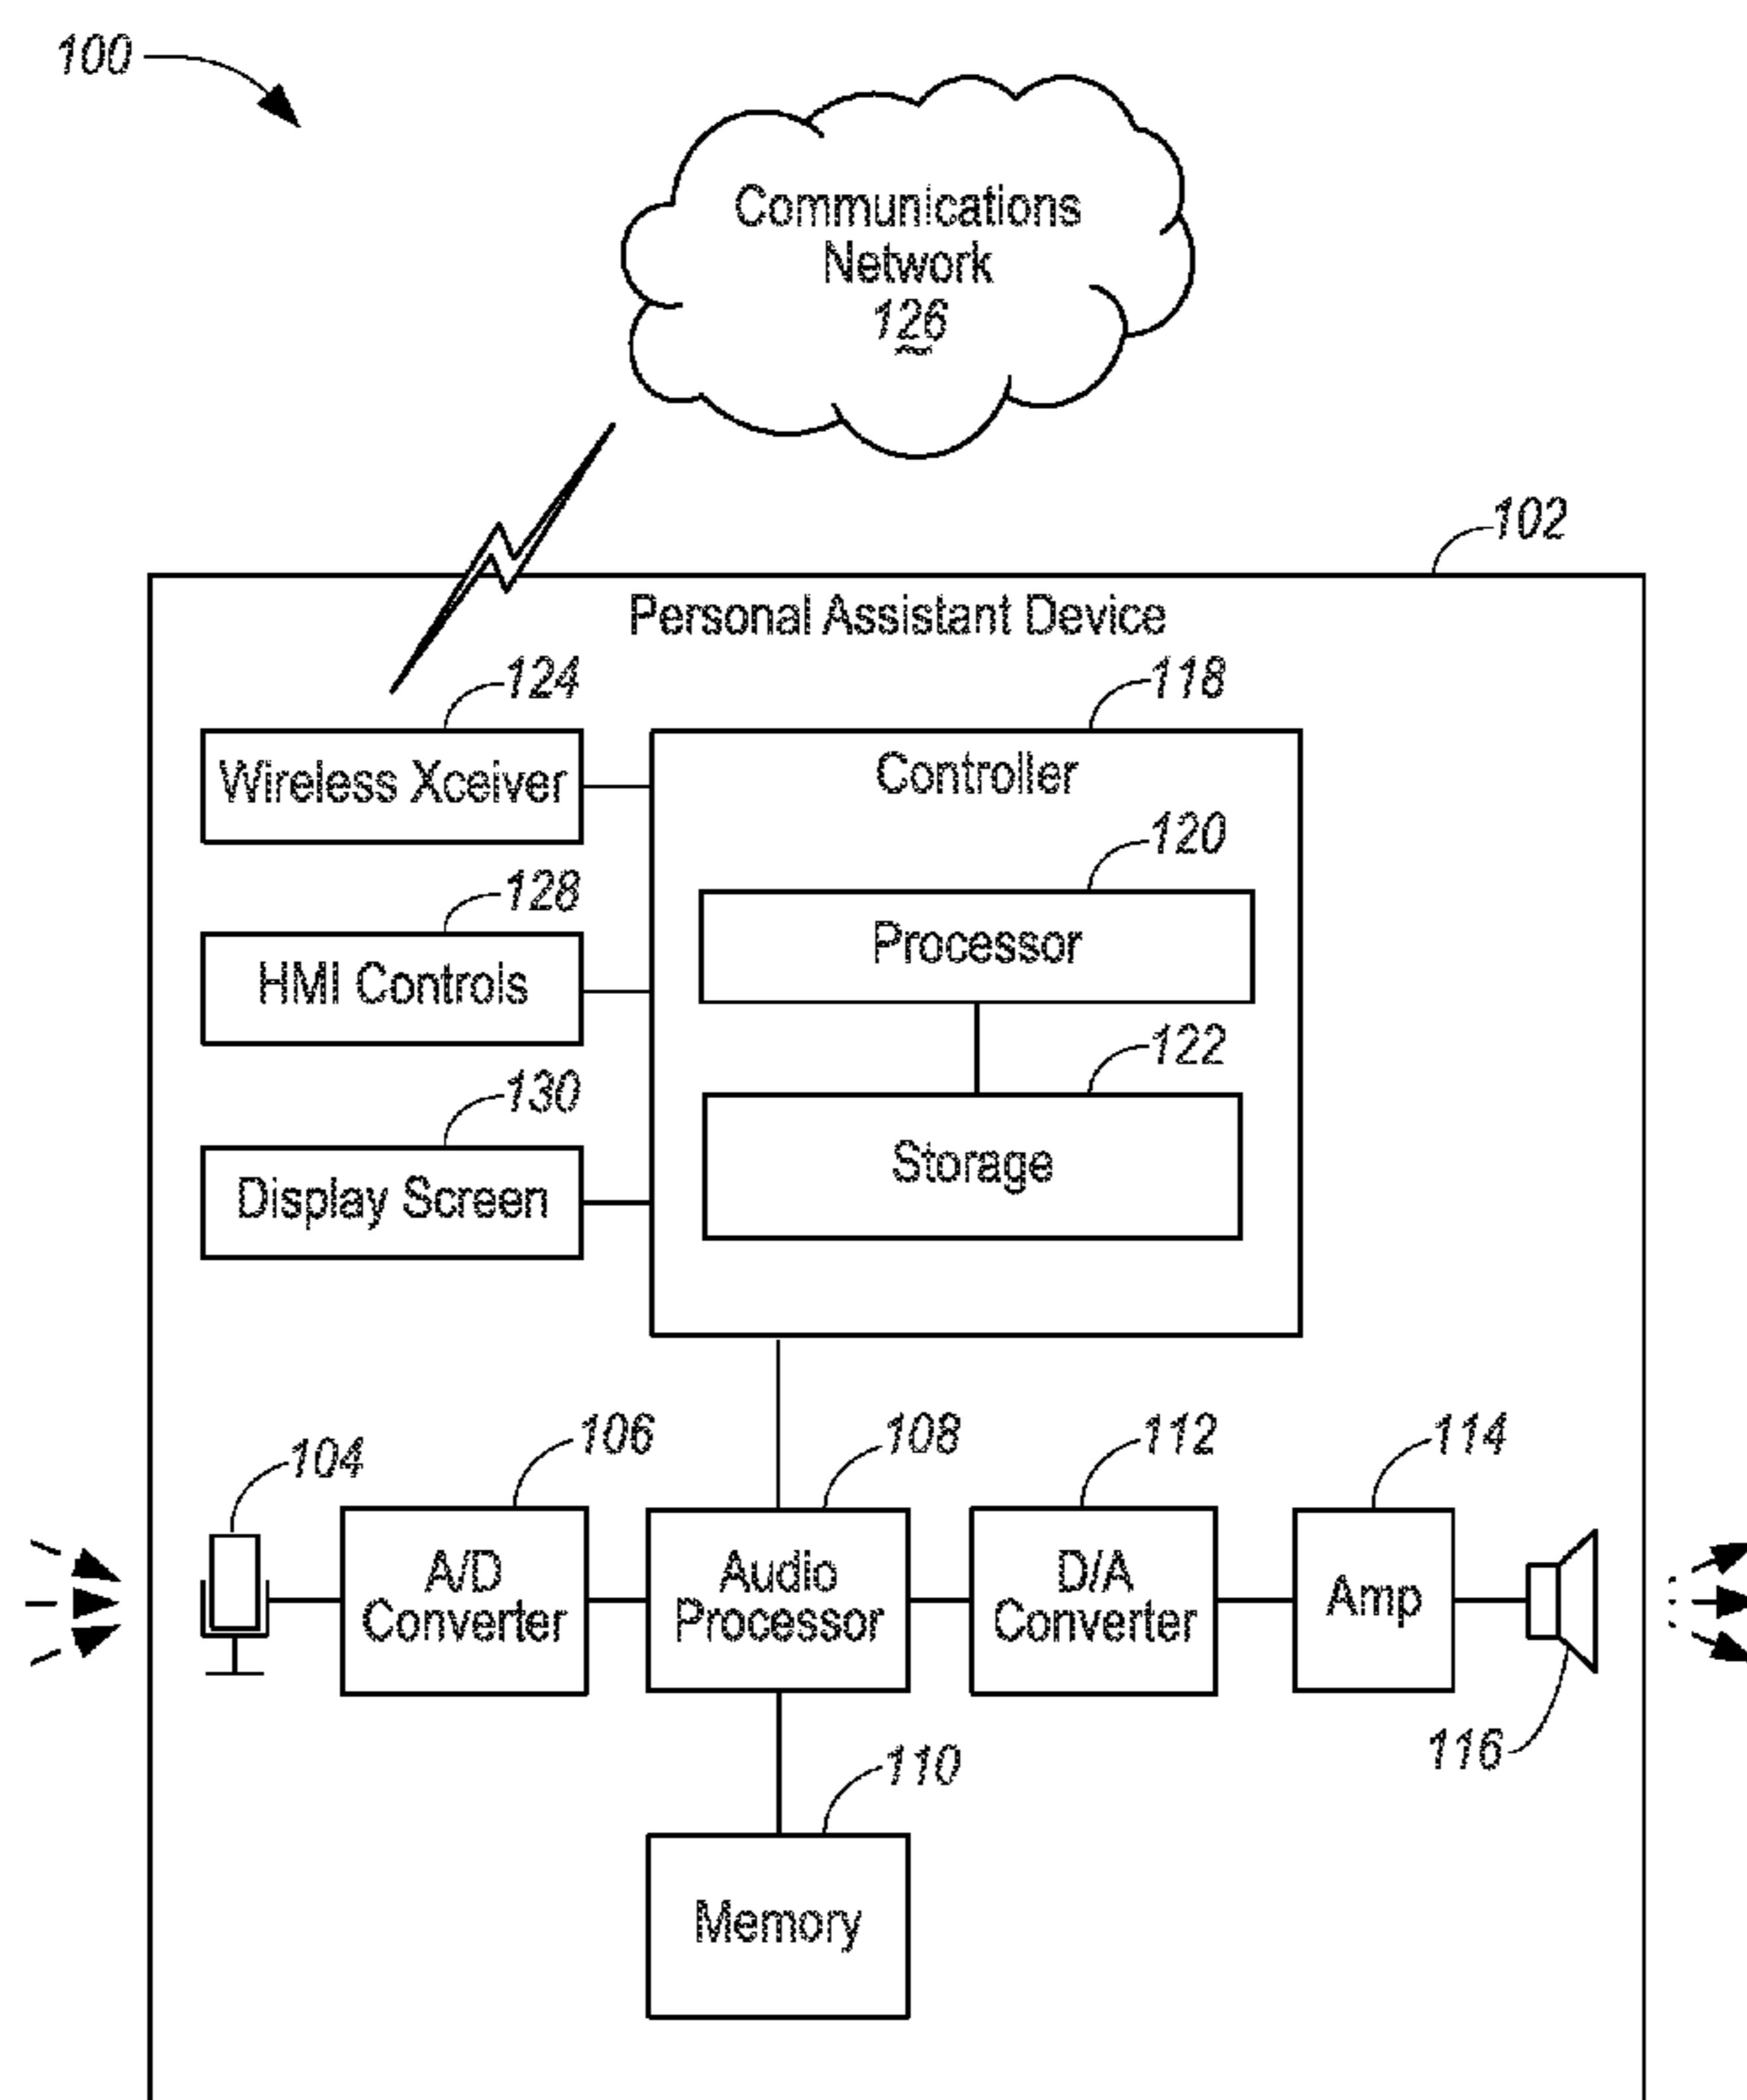 100
Communications
Network
126
102
Personal Assistant Device
124
118
Wireless Xceiver
Controller
120
128
Processor
HMI Controls
122
130
Storage
Display Screen
104
106
108
112
114
A/D
Converter
Audio
Processor
D/A
Converter
Amp
116
110
Memory